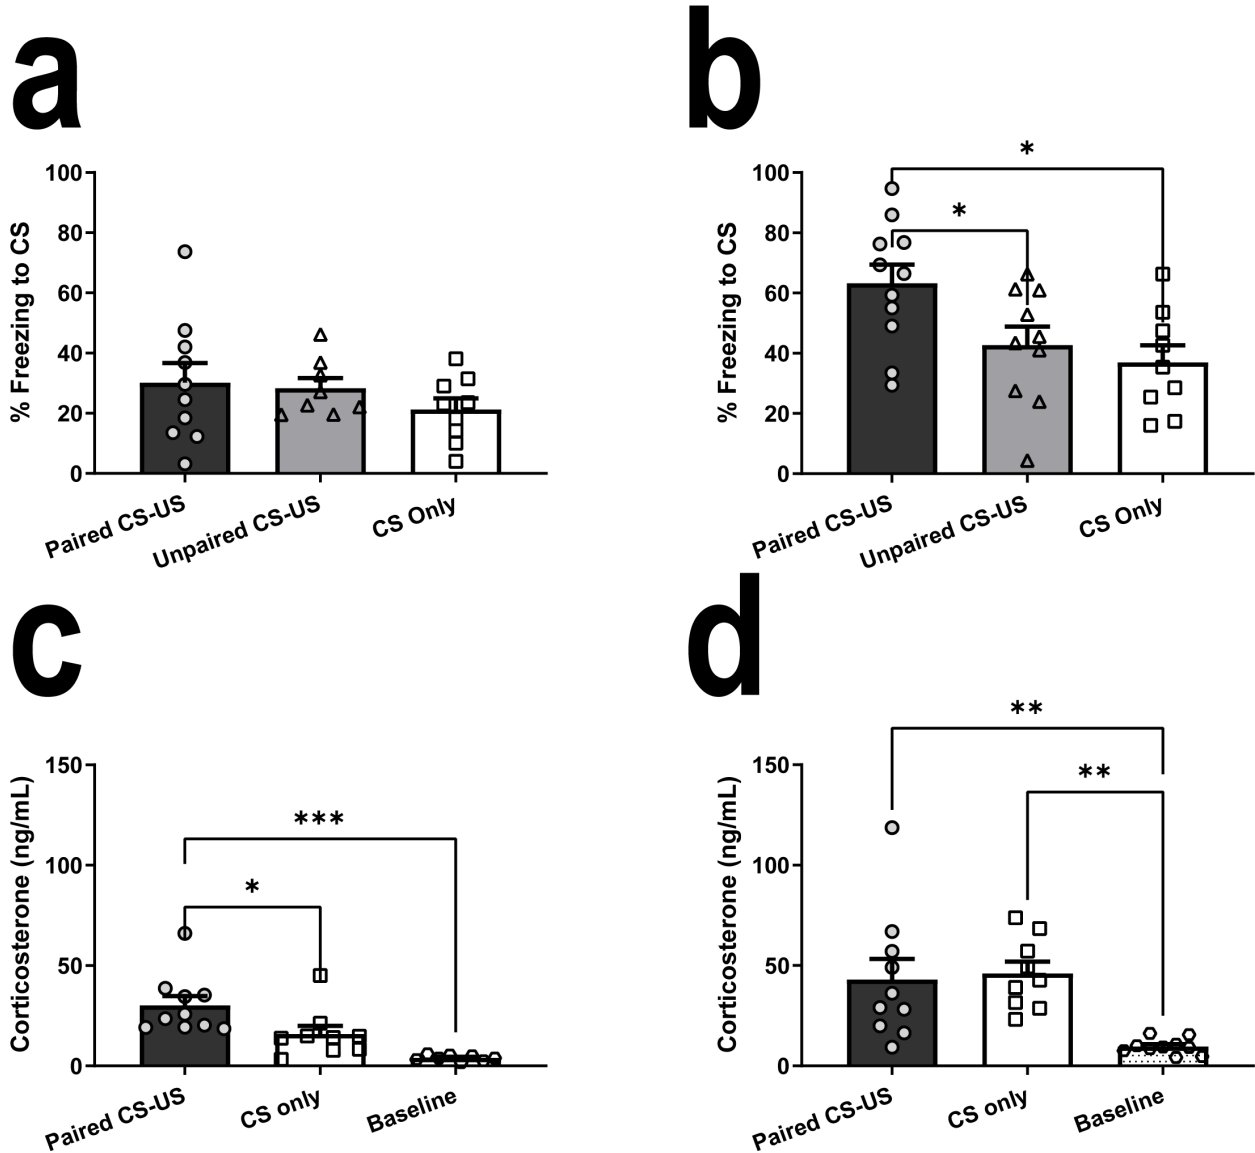 a
% Freezing to CS
100
80
60
40
20
0
Paired CS-US
Unpaired CS-US
CS Only
b
% Freezing to CS
100
80
60
40
20
0
*
*
Paired CS-US
Unpaired CS-US
CS Only
c
Corticosterone (ng/mL)
150
100
50
0
***
*
Paired CS-US
CS only
Baseline
d
Corticosterone (ng/mL)
150
100
50
0
**
**
Paired CS-US
CS only
Baseline